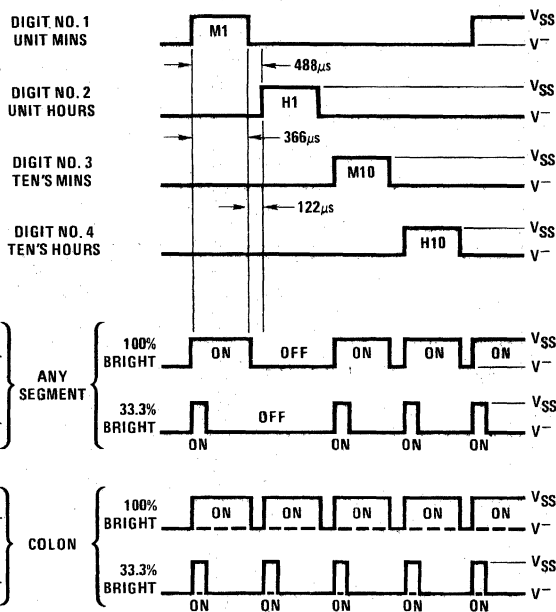 DIGIT NO. 1
UNIT MINS
M1
VSS
V−
488μs
DIGIT NO. 2
UNIT HOURS
H1
VSS
V−
366μs
DIGIT NO. 3
TEN'S MINS
M10
VSS
V−
122μs
DIGIT NO. 4
TEN'S HOURS
H10
VSS
V−
ANY
SEGMENT
100%
BRIGHT
ON OFF ON ON ON
VSS
V−
33.3%
BRIGHT
OFF
VSS
V−
ON ON ON ON
COLON
100%
BRIGHT
ON ON ON ON ON
VSS
V−
33.3%
BRIGHT
VSS
V−
ON ON ON ON ON